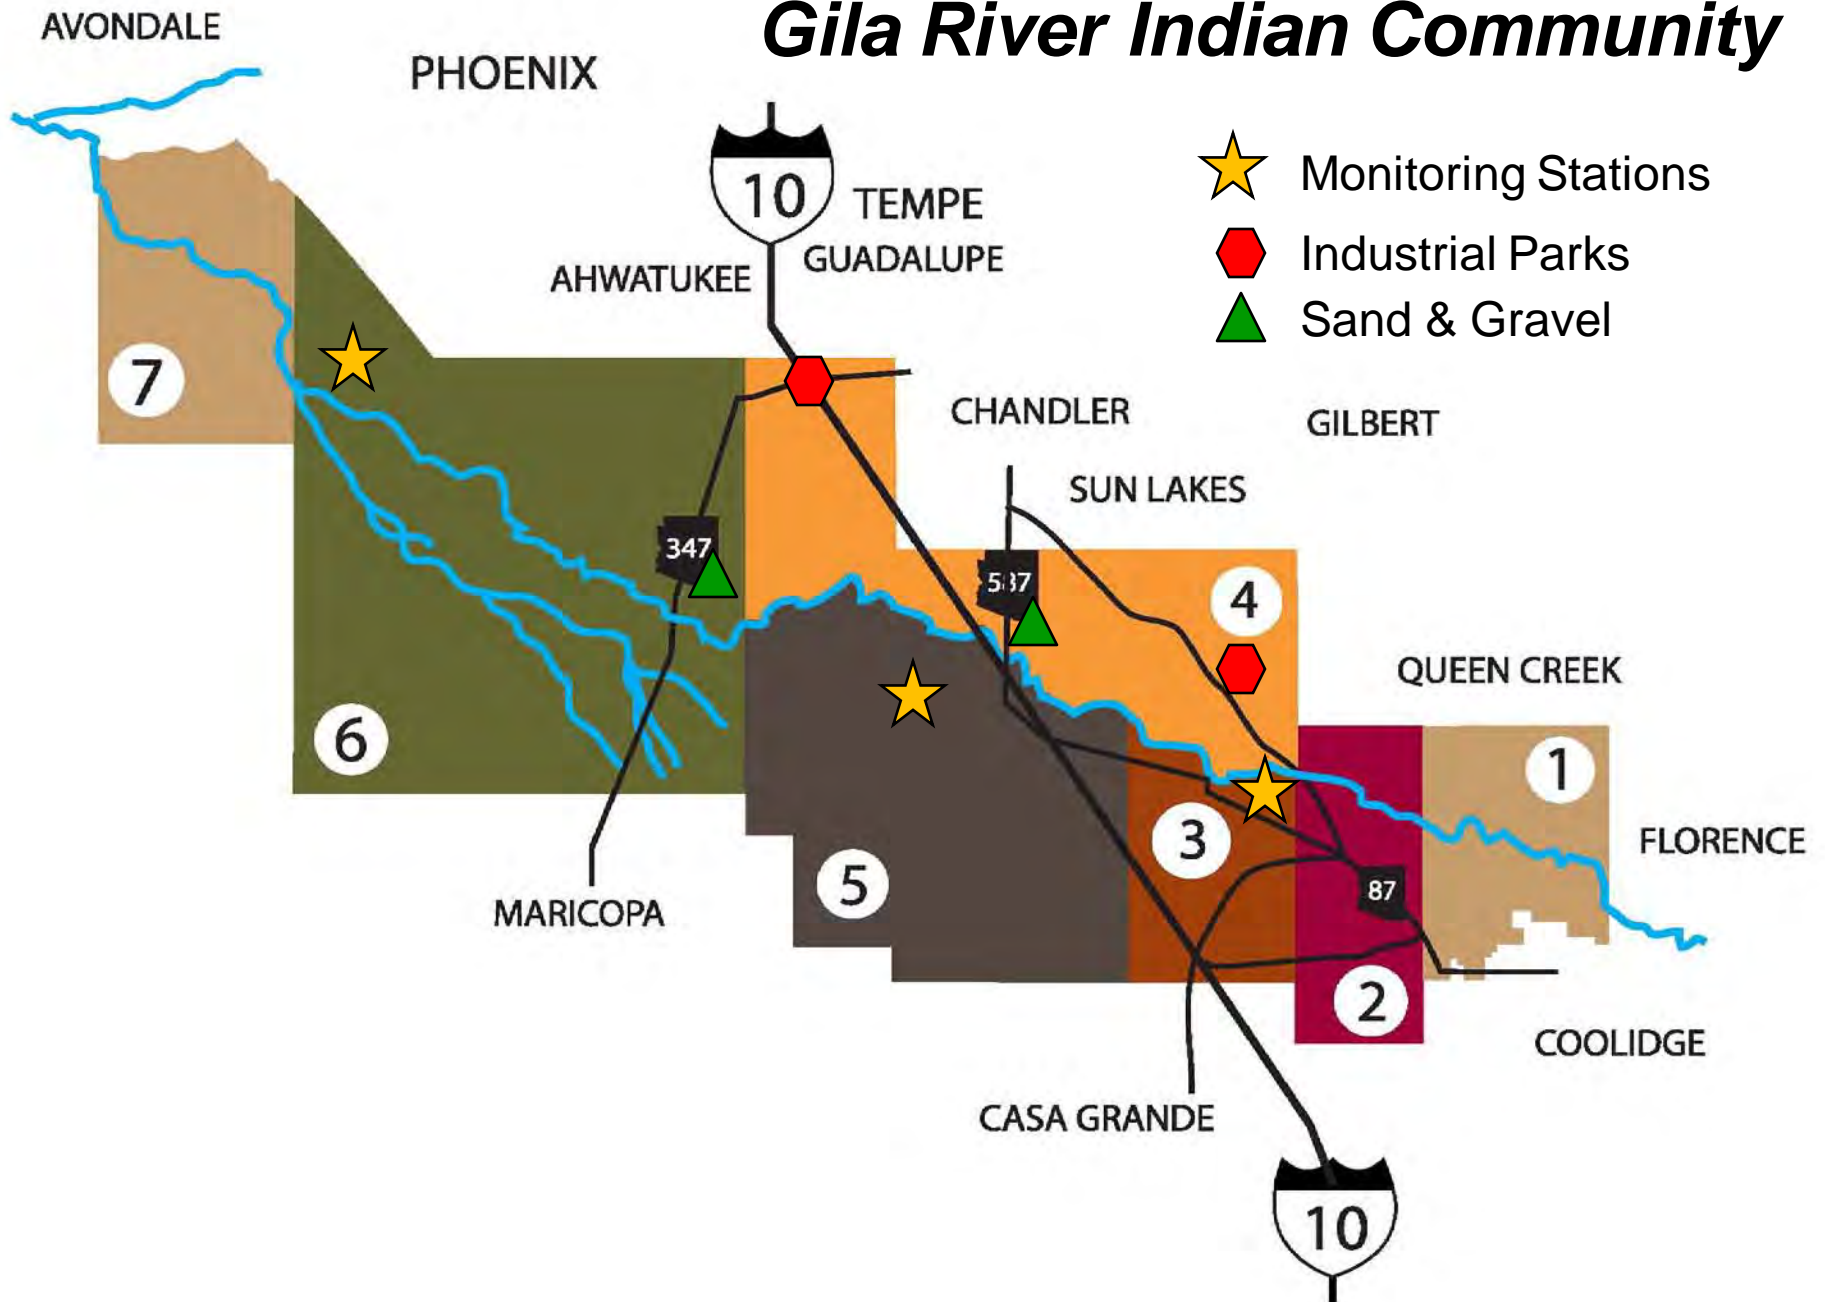 Gila River Indian Community
AVONDALE
PHOENIX
Monitoring Stations
10
TEMPE
GUADALUPE
AHWATUKEE
Industrial Parks
Sand & Gravel
7
CHANDLER
GILBERT
SUN LAKES
347
587
4
QUEEN CREEK
6
1
3
FLORENCE
5
87
MARICOPA
2
COOLIDGE
CASA GRANDE
10